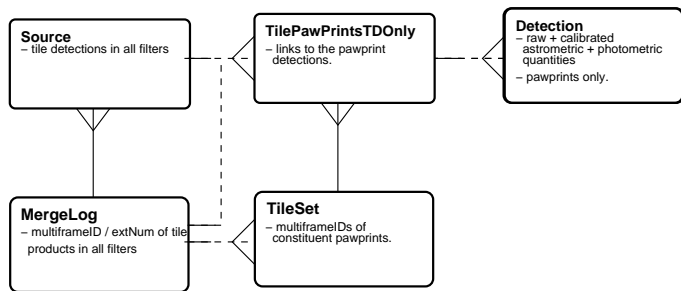 Source
– tile detections in all filters
TilePawPrintsTDOnly
– links to the pawprint
detections.
Detection
– raw + calibrated
astrometric + photometric
quantities
– pawprints only.
MergeLog
– multiframeID / extNum of tile
products in all filters
TileSet
– multiframeIDs of
constituent pawprints.